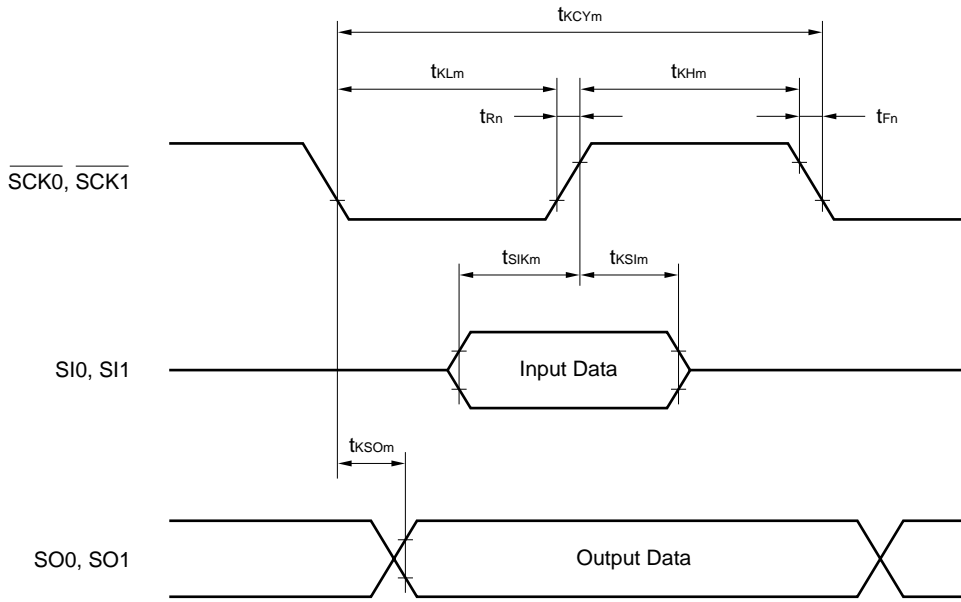 tKCYm
tKLm
tKHm
tRn
tFn
SCK0, SCK1
tSIKm
tKSIm
SI0, SI1
Input Data
tKSOm
SO0, SO1
Output Data